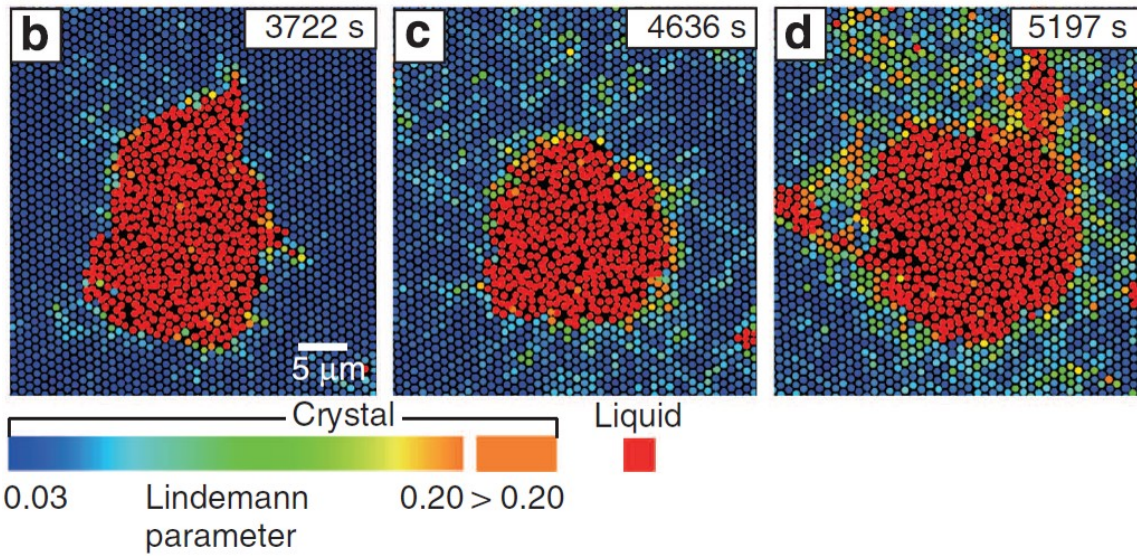 b 3722 s
c 4636 s
d 5197 s
5 μm
Crystal Liquid
0.03 Lindemann parameter 0.20 > 0.20